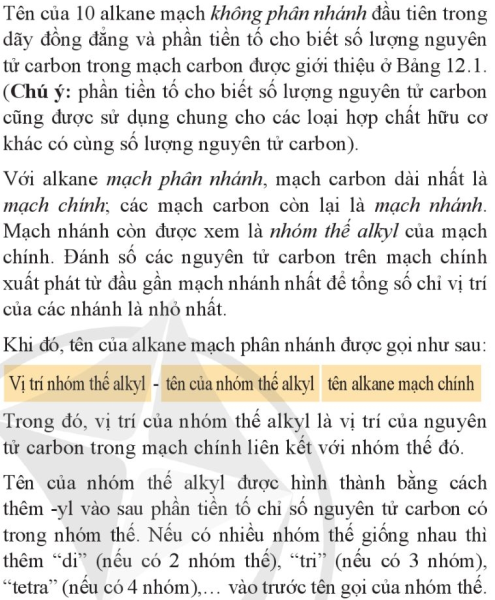 Tên của 10 alkane mạch không phân nhánh đầu tiên trong
dãy đồng đẳng và phần tiền tố cho biết số lượng nguyên
tử carbon trong mạch carbon được giới thiệu ở Bảng 12.1.
(Chú ý: phần tiền tố cho biết số lượng nguyên tử carbon
cũng được sử dụng chung cho các loại hợp chất hữu cơ
khác có cùng số lượng nguyên tử carbon).
Với alkane mạch phân nhánh, mạch carbon dài nhất là
mạch chính; các mạch carbon còn lại là mạch nhánh.
Mạch nhánh còn được xem là nhóm thế alkyl của mạch
chính. Đánh số các nguyên tử carbon trên mạch chính
xuất phát từ đầu gần mạch nhánh nhất để tổng số chỉ vị trí
của các nhánh là nhỏ nhất.
Khi đó, tên của alkane mạch phân nhánh được gọi như sau:
Vị trí nhóm thế alkyl - tên của nhóm thế alkyl tên alkane mạch chính
Trong đó, vị trí của nhóm thế alkyl là vị trí của nguyên
tử carbon trong mạch chính liên kết với nhóm thế đó.
Tên của nhóm thế alkyl được hình thành bằng cách
thêm -yl vào sau phần tiền tố chỉ số nguyên tử carbon có
trong nhóm thế. Nếu có nhiều nhóm thế giống nhau thì
thêm “di” (nếu có 2 nhóm thế), “tri” (nếu có 3 nhóm),
“tetra” (nếu có 4 nhóm),… vào trước tên gọi của nhóm thế.